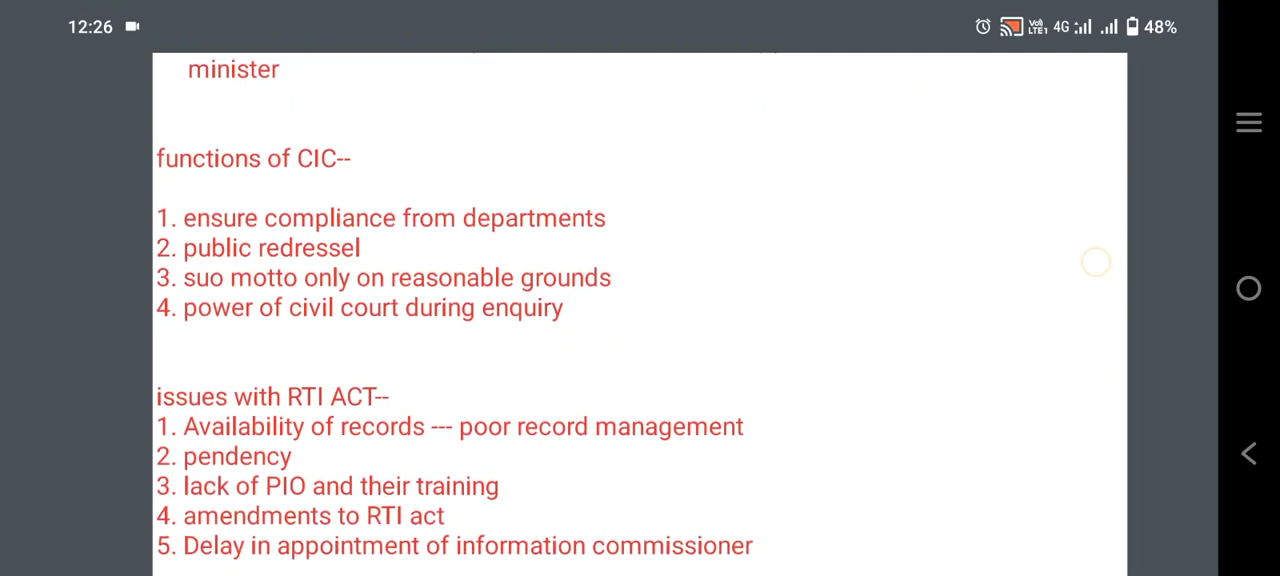 12:26
Vo) LTE1 4G 48%
minister
functions of CIC--
1. ensure compliance from departments
2. public redressel
3. suo motto only on reasonable grounds
4. power of civil court during enquiry
issues with RTI ACT--
1. Availability of records --- poor record management
2. pendency
3. lack of PIO and their training
4. amendments to RTI act
5. Delay in appointment of information commissioner